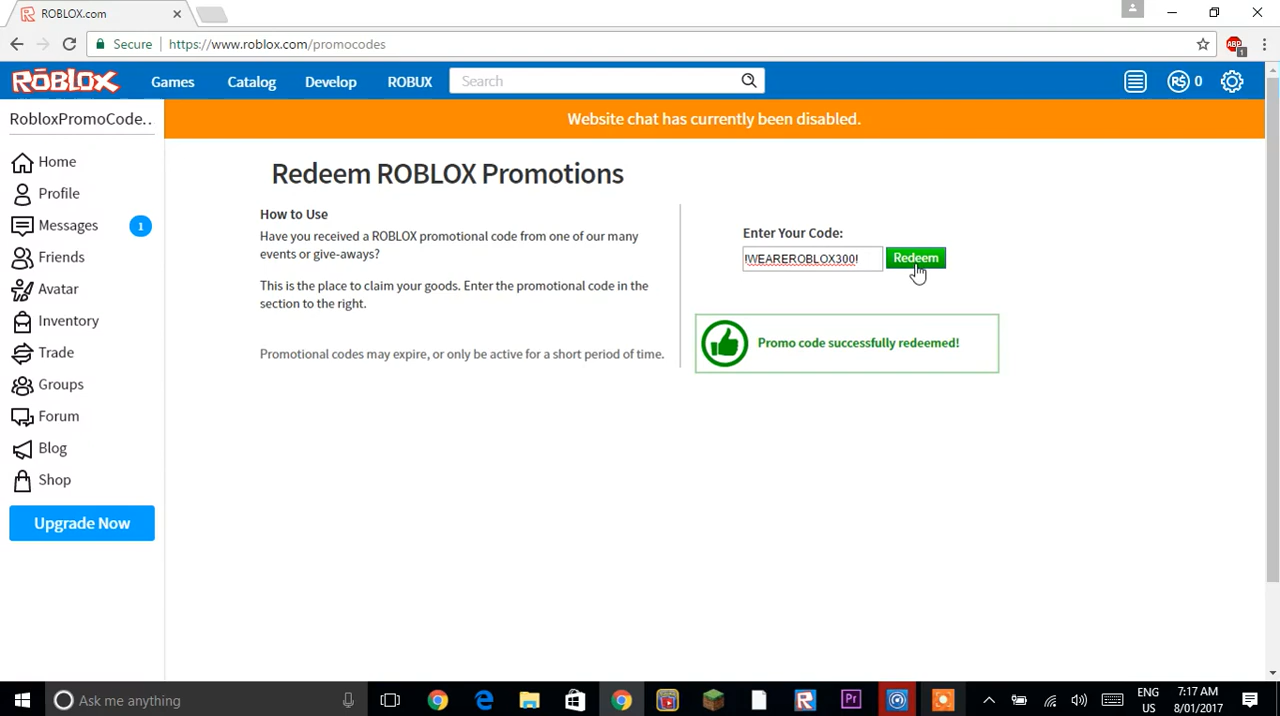 ROBLOX.com
Secure https://www.roblox.com/promocodes
ABP
1
ROBLOX Games Catalog Develop ROBUX Search R$ 0
RobloxPromoCode..
Website chat has currently been disabled.
Home
Profile
Messages 1
Friends
Avatar
Inventory
Trade
Groups
Forum
Blog
Shop
Upgrade Now
Redeem ROBLOX Promotions
How to Use
Have you received a ROBLOX promotional code from one of our many
events or give-aways?
This is the place to claim your goods. Enter the promotional code in the
section to the right.
Promotional codes may expire, or only be active for a short period of time.
Enter Your Code:
!WEAREROBLOX300! Redeem
Promo code successfully redeemed!
Ask me anything
Pr
ENG
US
7:17 AM
8/01/2017